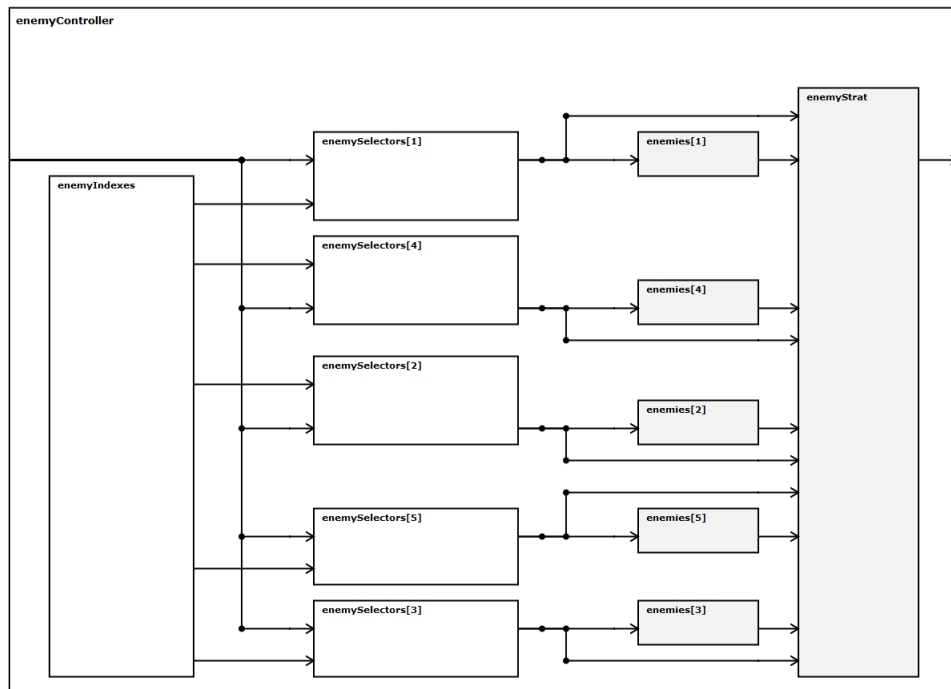 enemyController
enemyStrat
enemySelectors[1]
enemies[1]
enemyIndexes
enemySelectors[4]
enemies[4]
enemySelectors[2]
enemies[2]
enemySelectors[5]
enemies[5]
enemySelectors[3]
enemies[3]